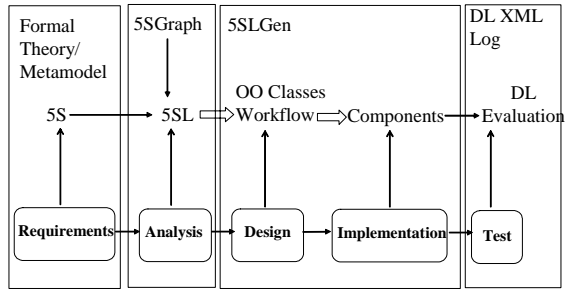 Formal
Theory/
Metamodel
5SGraph
5SLGen
DL XML
Log
5S
5SL
OO Classes
Workflow
Components
DL
Evaluation
Requirements
Analysis
Design
Implementation
Test